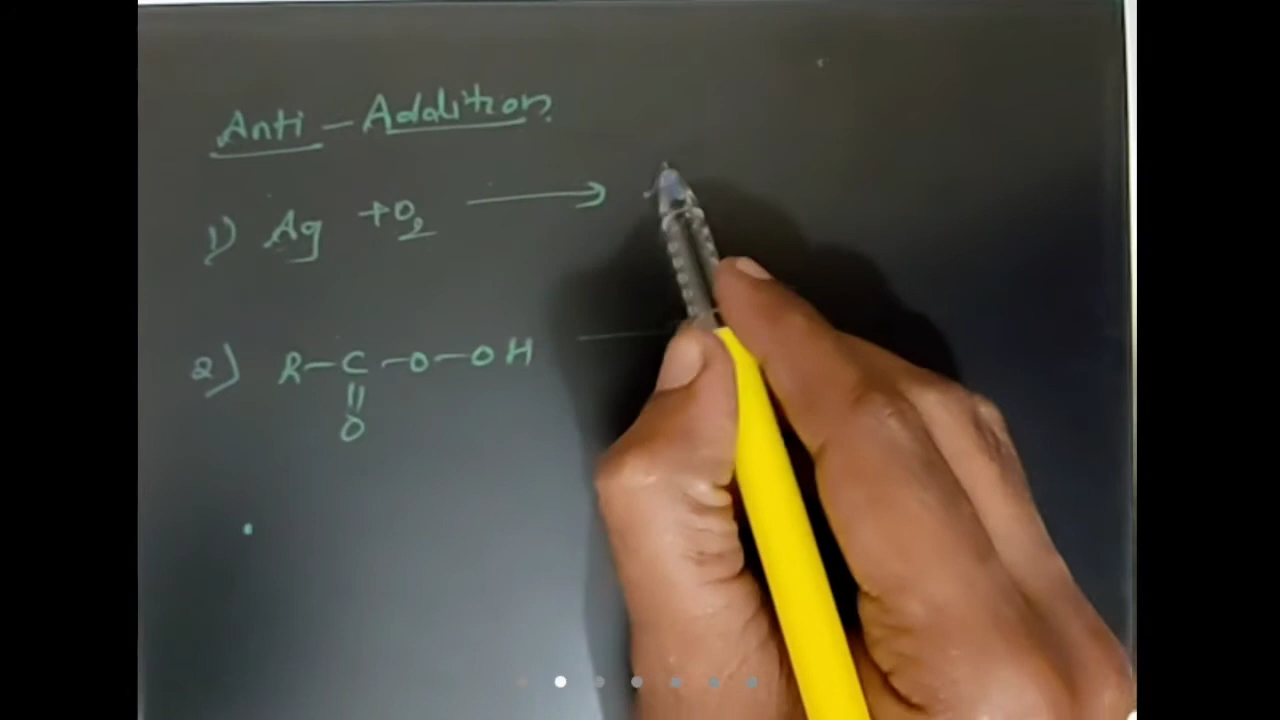 Anti - Addition
1) Ag + O2 →
2) R-C-O-OH
||
O